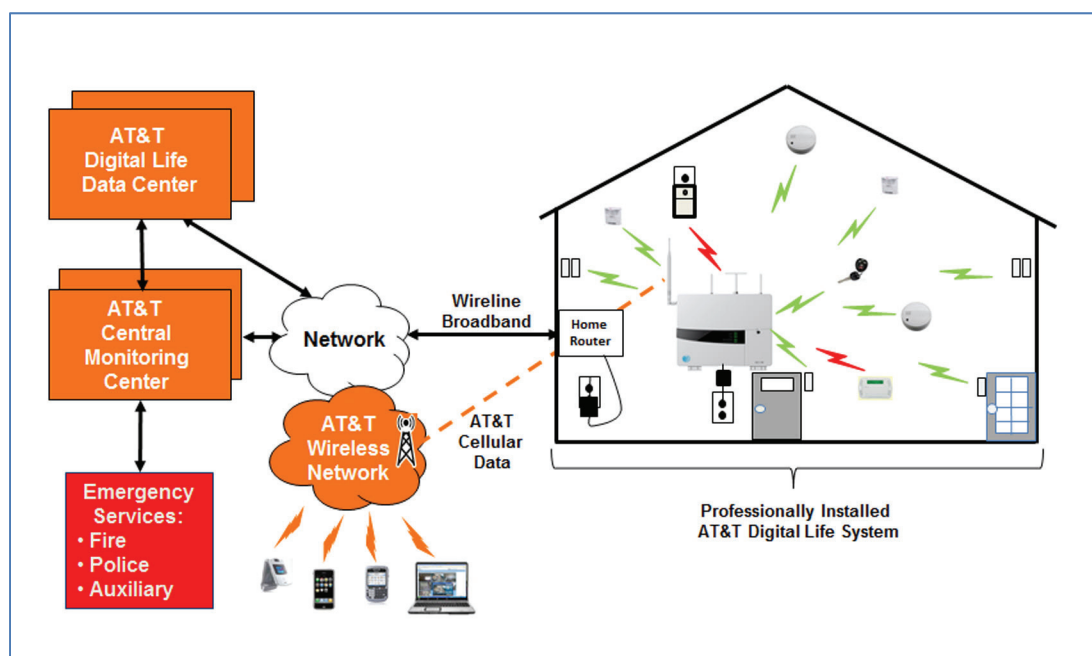 AT&T
Digital Life
Data Center
AT&T
Central
Monitoring
Center
Emergency
Services:
• Fire
• Police
• Auxiliary
Network
AT&T
Wireless
Network
Wireline
Broadband
AT&T
Cellular
Data
Home
Router
Professionally Installed
AT&T Digital Life System